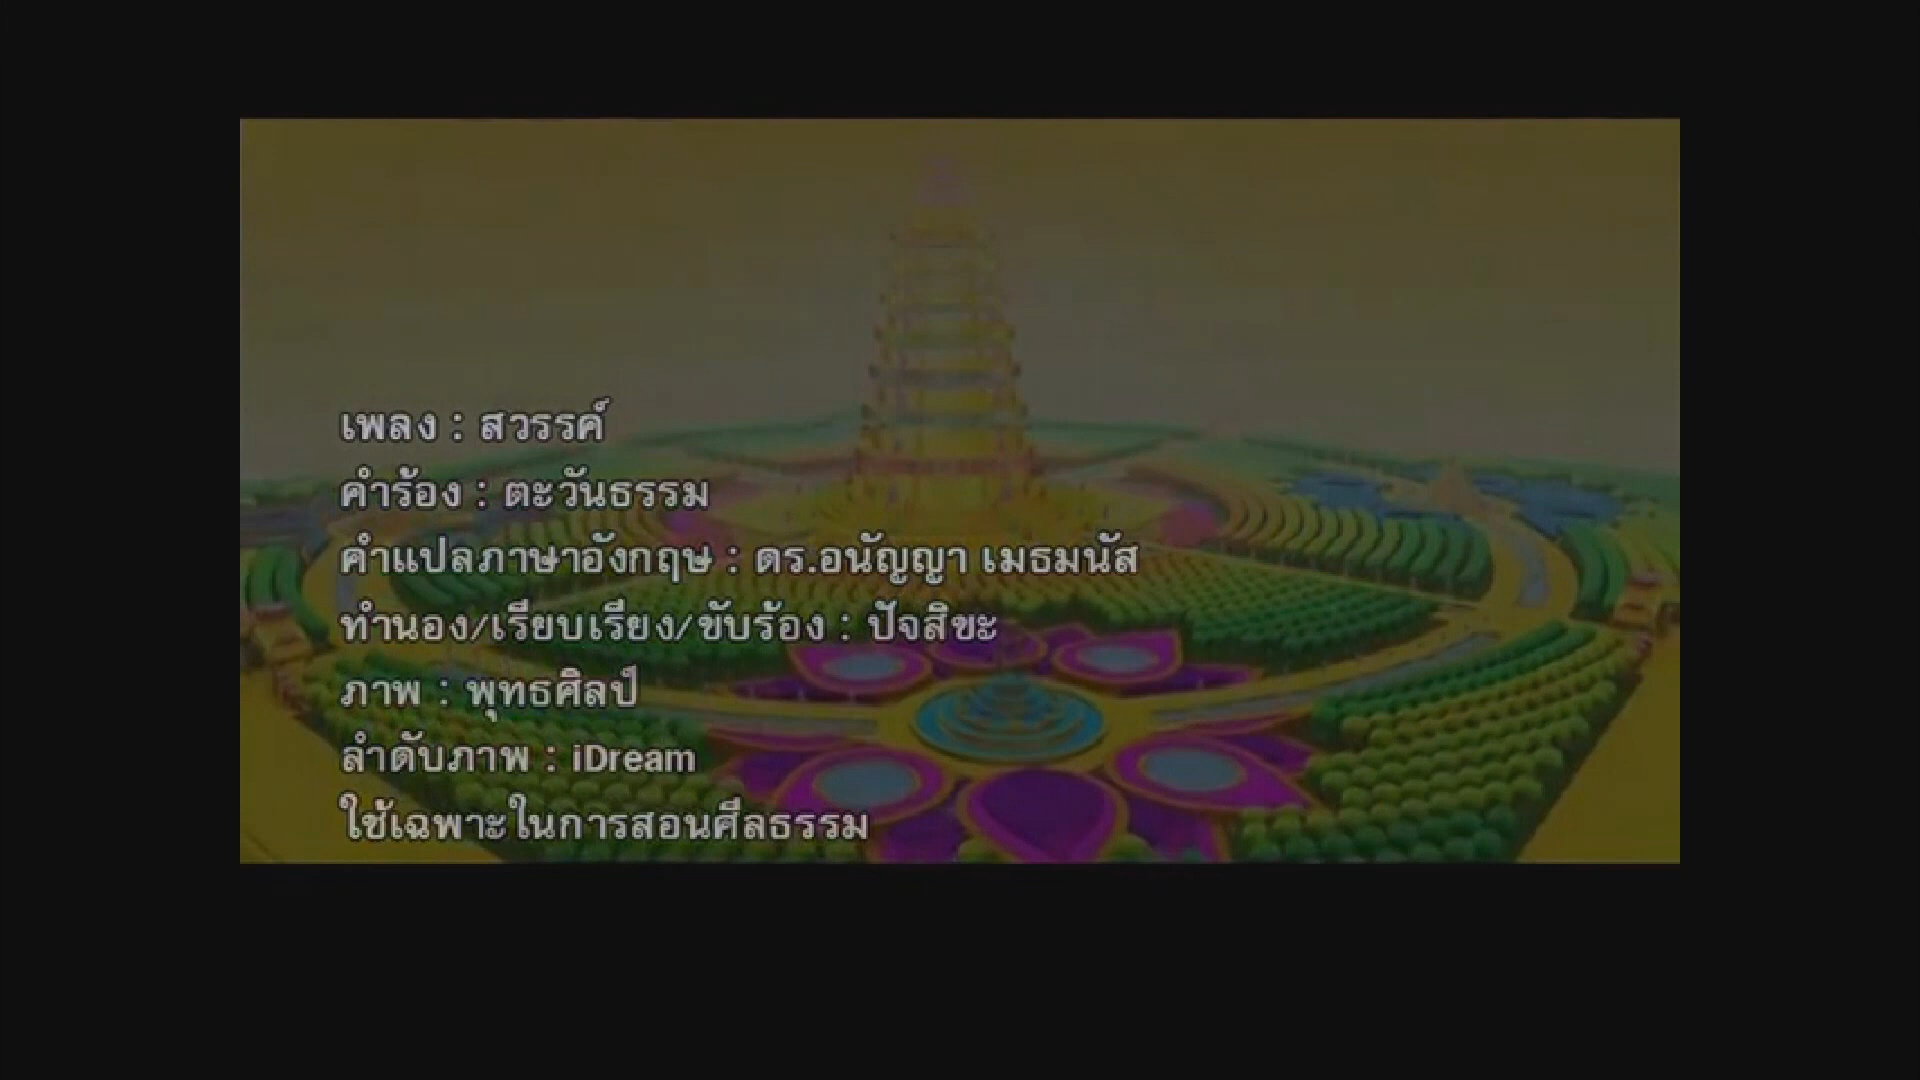 เพลง : สวรรค์
คำร้อง : ตะวันธรรม
คำแปลภาษาอังกฤษ : ดร.อนัญญา เมธมนัส
ทำนอง/เรียบเรียง/ขับร้อง : ปัจสิขะ
ภาพ : พุทธศิลป์
ลำดับภาพ : iDream
ใช้เฉพาะในการสอนศีลธรรม